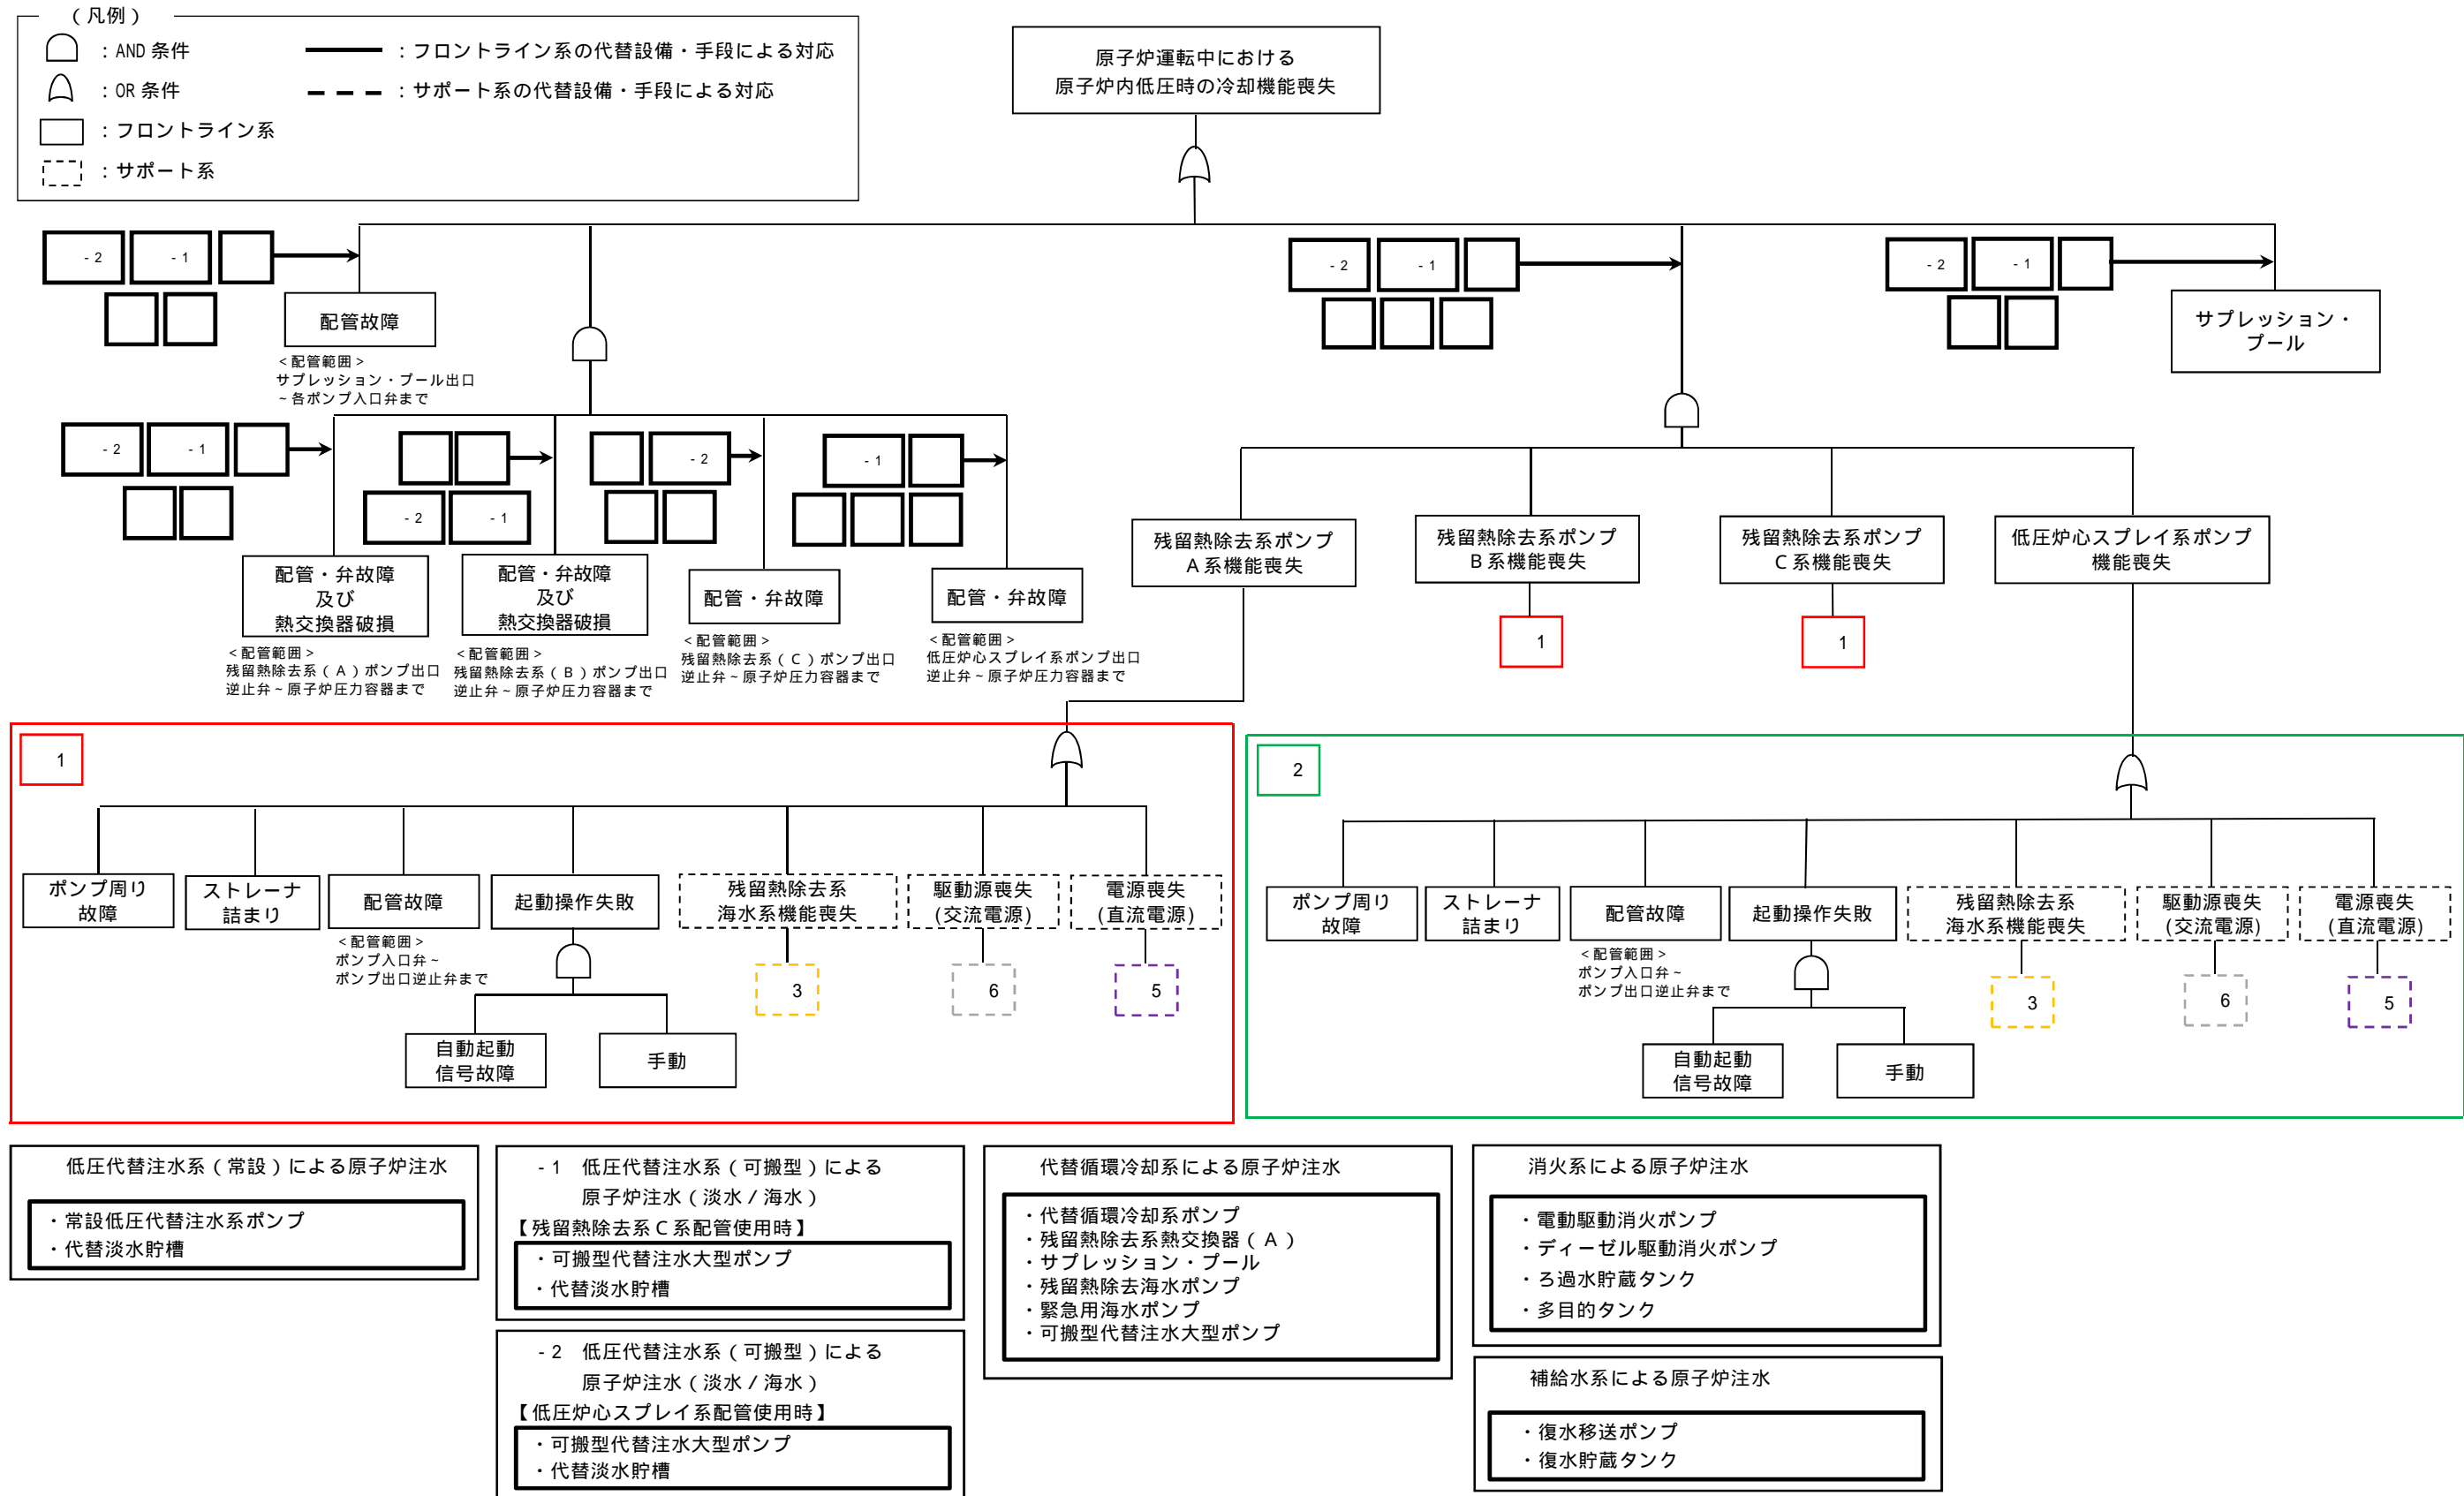 (凡例)
:AND 条件
:フロントライン系の代替設備・手段による対応
:OR 条件
:サポート系の代替設備・手段による対応
:フロントライン系
:サポート系
原子炉運転中における
原子炉内低圧時の冷却機能喪失
-2
-1
配管故障
<配管範囲>
サプレッション・プール出口
~各ポンプ入口弁まで
-2
-1
-2
-1
サプレッション・
プール
-2
-1
-2
-1
-2
-1
配管・弁故障
及び
熱交換器破損
<配管範囲>
残留熱除去系(A)ポンプ出口
逆止弁~原子炉圧力容器まで
配管・弁故障
及び
熱交換器破損
<配管範囲>
残留熱除去系(B)ポンプ出口
逆止弁~原子炉圧力容器まで
配管・弁故障
<配管範囲>
残留熱除去系(C)ポンプ出口
逆止弁~原子炉圧力容器まで
配管・弁故障
<配管範囲>
低圧炉心スプレイ系ポンプ出口
逆止弁~原子炉圧力容器まで
残留熱除去系ポンプ
A系機能喪失
残留熱除去系ポンプ
B系機能喪失
1
残留熱除去系ポンプ
C系機能喪失
1
低圧炉心スプレイ系ポンプ
機能喪失
1
ポンプ周り
故障
ストレーナ
詰まり
配管故障
<配管範囲>
ポンプ入口弁~
ポンプ出口逆止弁まで
起動操作失敗
自動起動
信号故障
手動
残留熱除去系
海水系機能喪失
3
駆動源喪失
(交流電源)
6
電源喪失
(直流電源)
5
2
ポンプ周り
故障
ストレーナ
詰まり
配管故障
<配管範囲>
ポンプ入口弁~
ポンプ出口逆止弁まで
起動操作失敗
自動起動
信号故障
手動
残留熱除去系
海水系機能喪失
3
駆動源喪失
(交流電源)
6
電源喪失
(直流電源)
5
低圧代替注水系(常設)による原子炉注水
・常設低圧代替注水系ポンプ
・代替淡水貯槽
-1 低圧代替注水系(可搬型)による
原子炉注水(淡水/海水)
【残留熱除去系C系配管使用時】
・可搬型代替注水大型ポンプ
・代替淡水貯槽
-2 低圧代替注水系(可搬型)による
原子炉注水(淡水/海水)
【低圧炉心スプレイ系配管使用時】
・可搬型代替注水大型ポンプ
・代替淡水貯槽
代替循環冷却系による原子炉注水
・代替循環冷却系ポンプ
・残留熱除去系熱交換器(A)
・サプレッション・プール
・残留熱除去海水ポンプ
・緊急用海水ポンプ
・可搬型代替注水大型ポンプ
消火系による原子炉注水
・電動駆動消火ポンプ
・ディーゼル駆動消火ポンプ
・ろ過水貯蔵タンク
・多目的タンク
補給水系による原子炉注水
・復水移送ポンプ
・復水貯蔵タンク